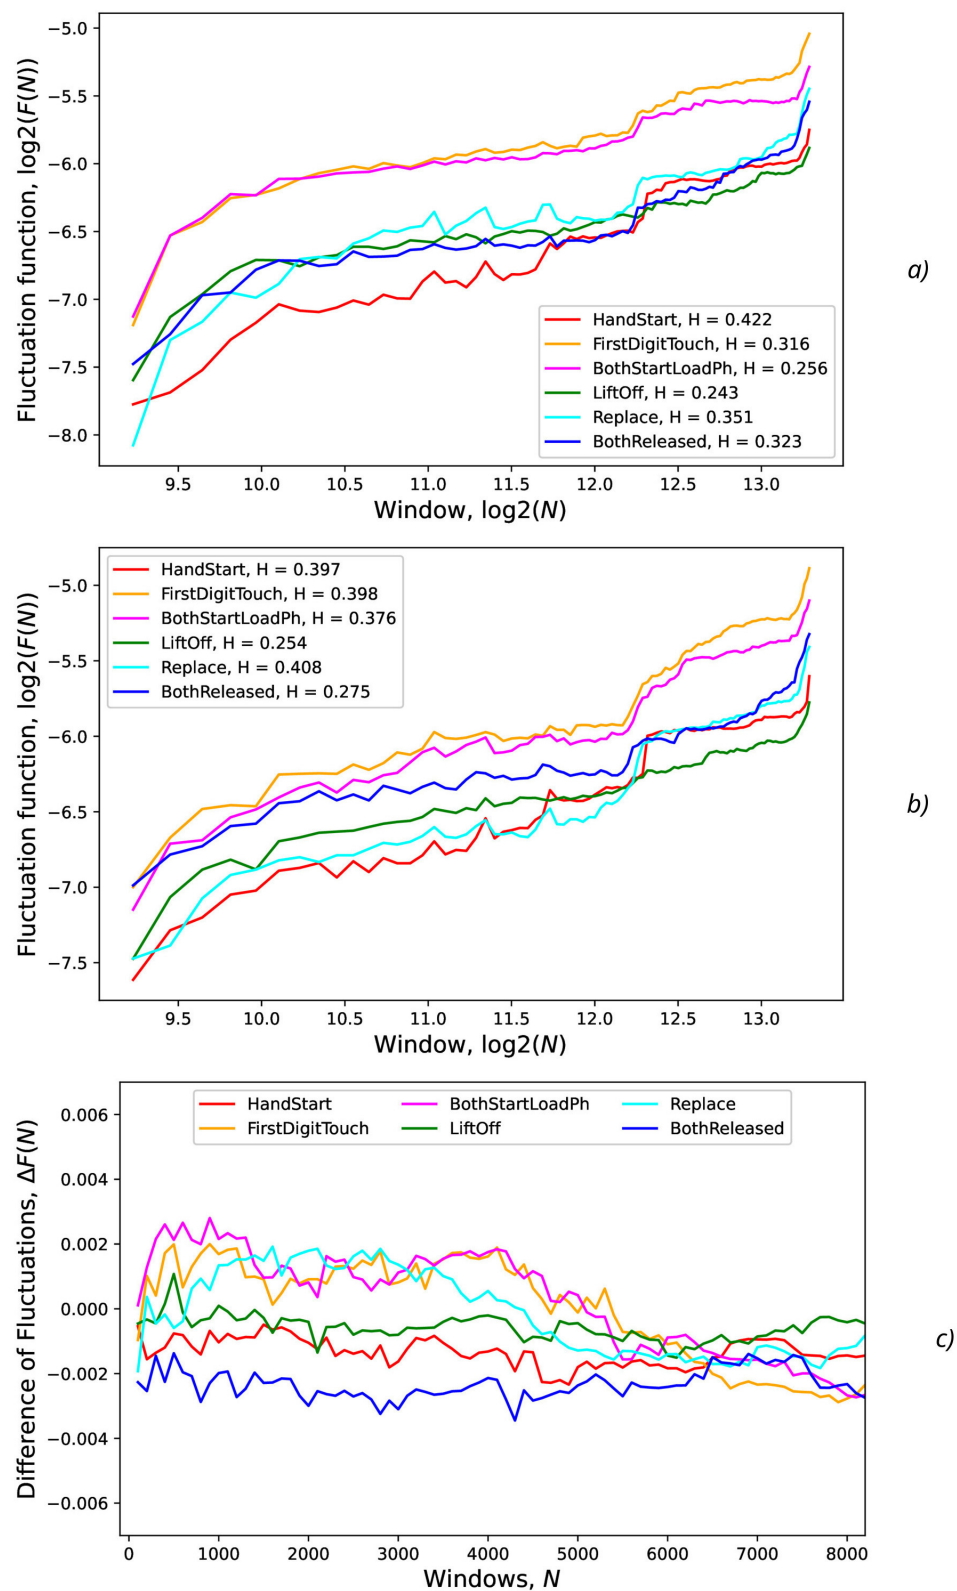 Fluctuation function, log2(F(N))
−5.0
−5.5
−6.0
−6.5
−7.0
−7.5
−8.0
HandStart, H = 0.422
FirstDigitTouch, H = 0.316
BothStartLoadPh, H = 0.256
LiftOff, H = 0.243
Replace, H = 0.351
BothReleased, H = 0.323
9.5 10.0 10.5 11.0 11.5 12.0 12.5 13.0
Window, log2(N)
a)
Fluctuation function, log2(F(N))
−5.0
−5.5
−6.0
−6.5
−7.0
−7.5
HandStart, H = 0.397
FirstDigitTouch, H = 0.398
BothStartLoadPh, H = 0.376
LiftOff, H = 0.254
Replace, H = 0.408
BothReleased, H = 0.275
9.5 10.0 10.5 11.0 11.5 12.0 12.5 13.0
Window, log2(N)
b)
Difference of Fluctuations, ΔF(N)
0.006
0.004
0.002
0.000
−0.002
−0.004
−0.006
HandStart BothStartLoadPh Replace
FirstDigitTouch LiftOff BothReleased
0 1000 2000 3000 4000 5000 6000 7000 8000
Windows, N
c)